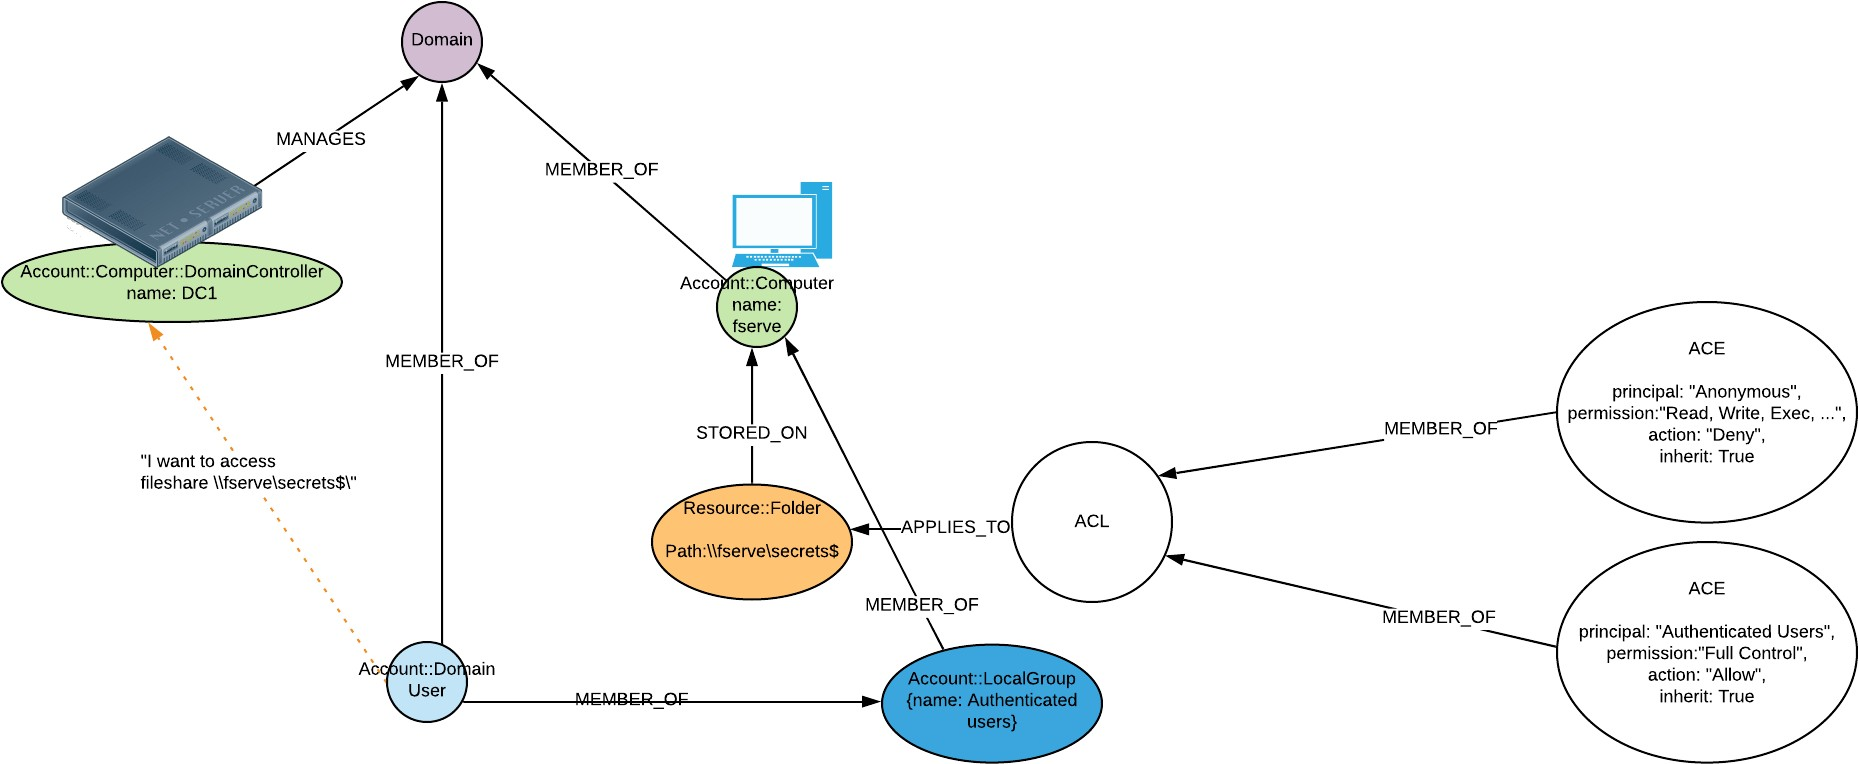 Domain
MANAGES
MEMBER_OF
NET SERVER
Account::Computer::DomainController
name: DC1
Account::Computer
name:
fserve
MEMBER_OF
ACE
principal: "Anonymous",
permission:"Read, Write, Exec, ...",
action: "Deny",
inherit: True
MEMBER_OF
STORED_ON
"I want to access
fileshare \\fserve\secrets$\"
Resource::Folder
Path:\\fserve\secrets$
APPLIES_TO
ACL
MEMBER_OF
MEMBER_OF
ACE
principal: "Authenticated Users",
permission:"Full Control",
action: "Allow",
inherit: True
Account::Domain
User
MEMBER_OF
Account::LocalGroup
{name: Authenticated
users}